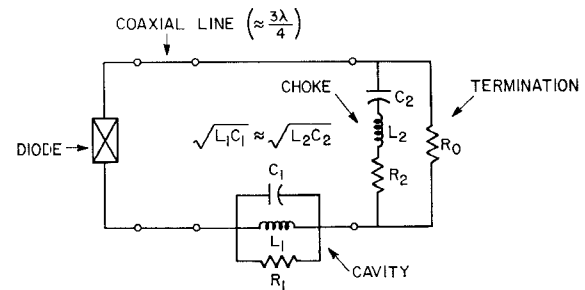 COAXIAL LINE (≈ 3λ/4)
CHOKE
C2
TERMINATION
√L1C1 ≈ √L2C2
L2
R0
DIODE
R2
C1
L1
R1
CAVITY